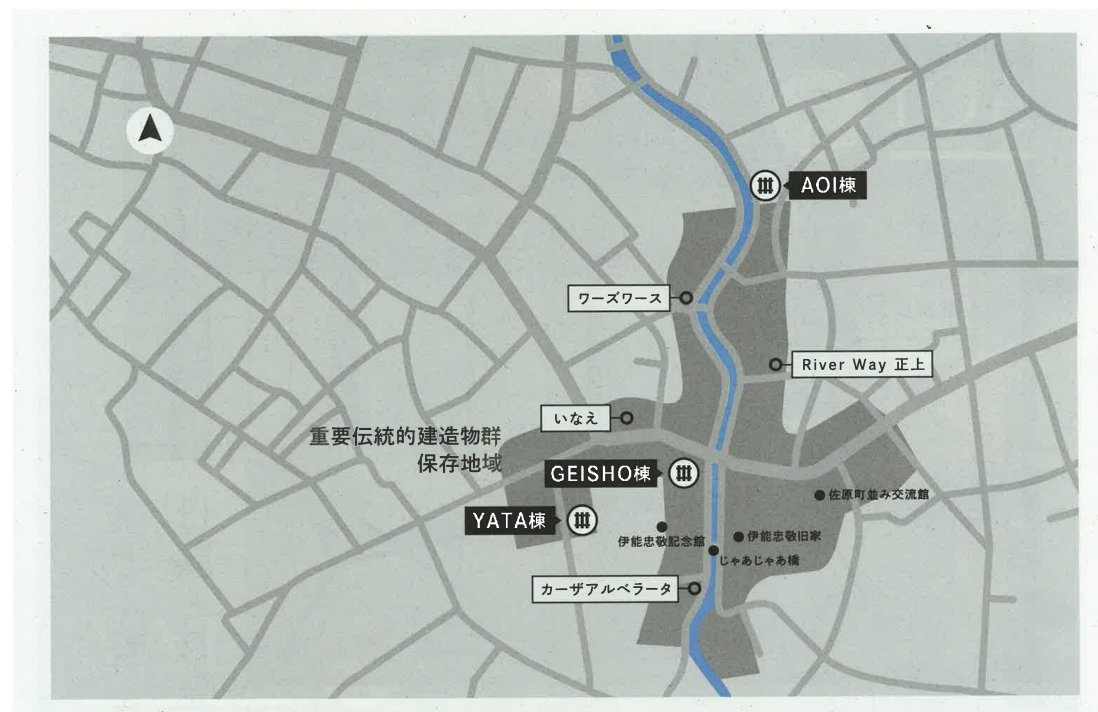 AOI棟
ワーズワース
River Way 正上
いなえ
重要伝統的建造物群
保存地域
GEISHO棟
佐原町並み交流館
YATA棟
伊能忠敬記念館
伊能忠敬旧家
じゃあじゃあ橋
カーザアルベラータ